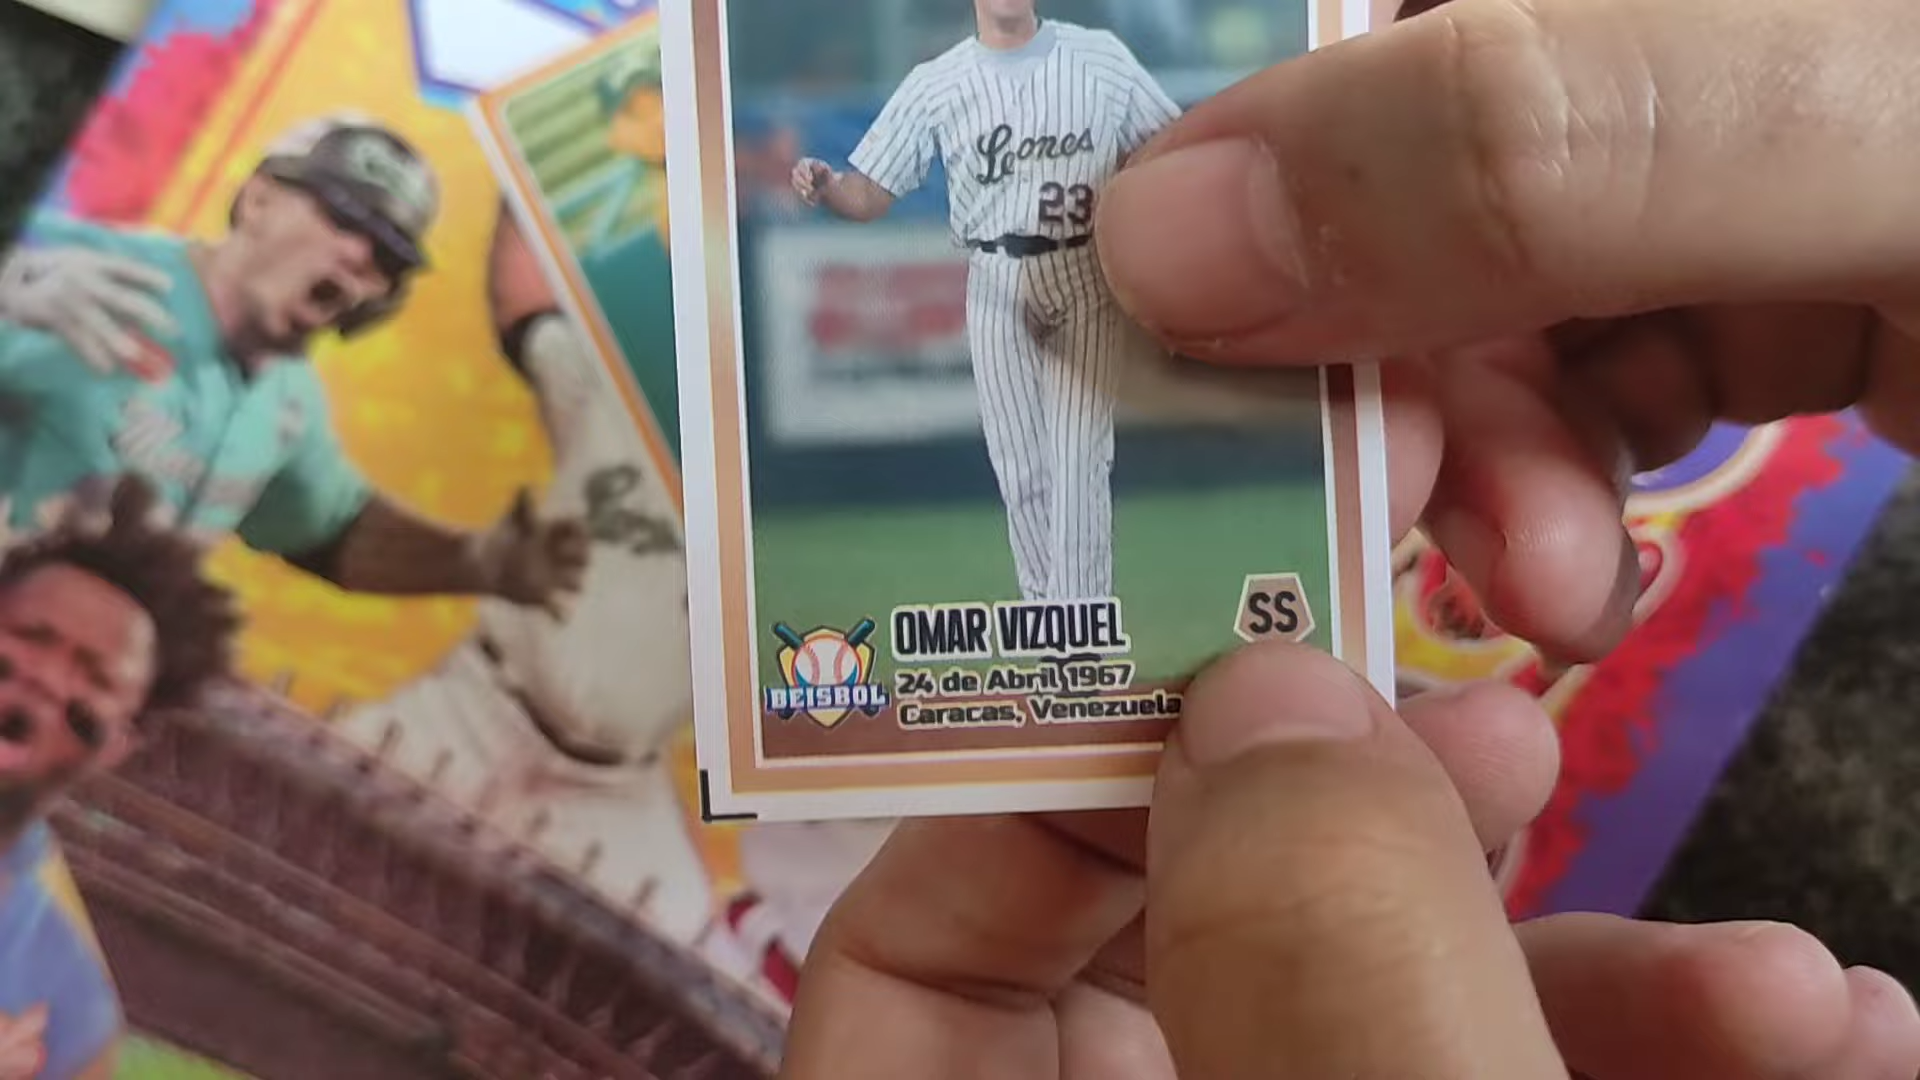 Leones
23
OMAR VIZQUEL
SS
24 de Abril 1967
BEISBOL
Caracas, Venezuela